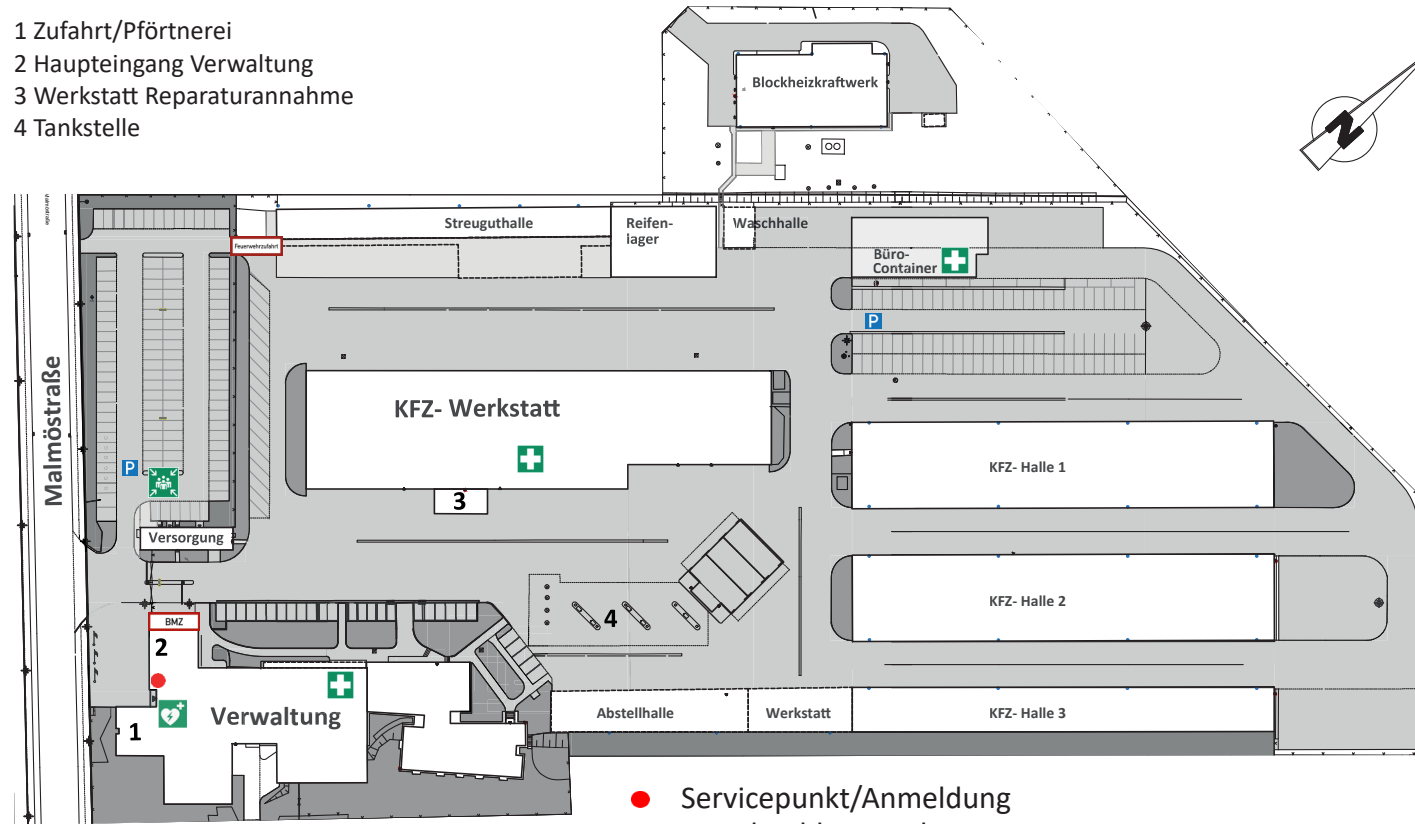 1 Zufahrt/Pförtnerei
2 Haupteingang Verwaltung
3 Werkstatt Reparaturannahme
4 Tankstelle
Blockheizkraftwerk
N
Streuguthalle
Reifen-
lager
Waschhalle
Feuerwehrzufahrt
Büro-
Container
P
Malmöstraße
KFZ- Werkstatt
P
KFZ- Halle 1
3
Versorgung
KFZ- Halle 2
4
BMZ
2
Verwaltung
1
Abstellhalle
Werkstatt
KFZ- Halle 3
Servicepunkt/Anmeldung